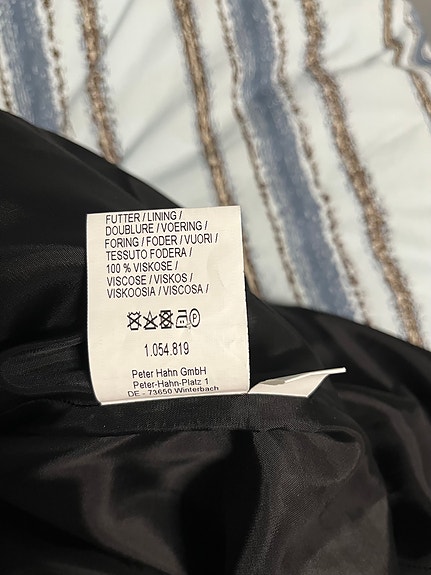 FUTTER / LINING /
DOUBLURE / VOERING /
FORING / FODER / VUORI /
TESSUTO FODERA /
100 % VISKOSE /
VISCOSE / VISKOS /
VISKOOSIA / VISCOSA /
P
1.054.819
Peter Hahn GmbH
Peter-Hahn-Platz 1
DE - 73650 Winterbach